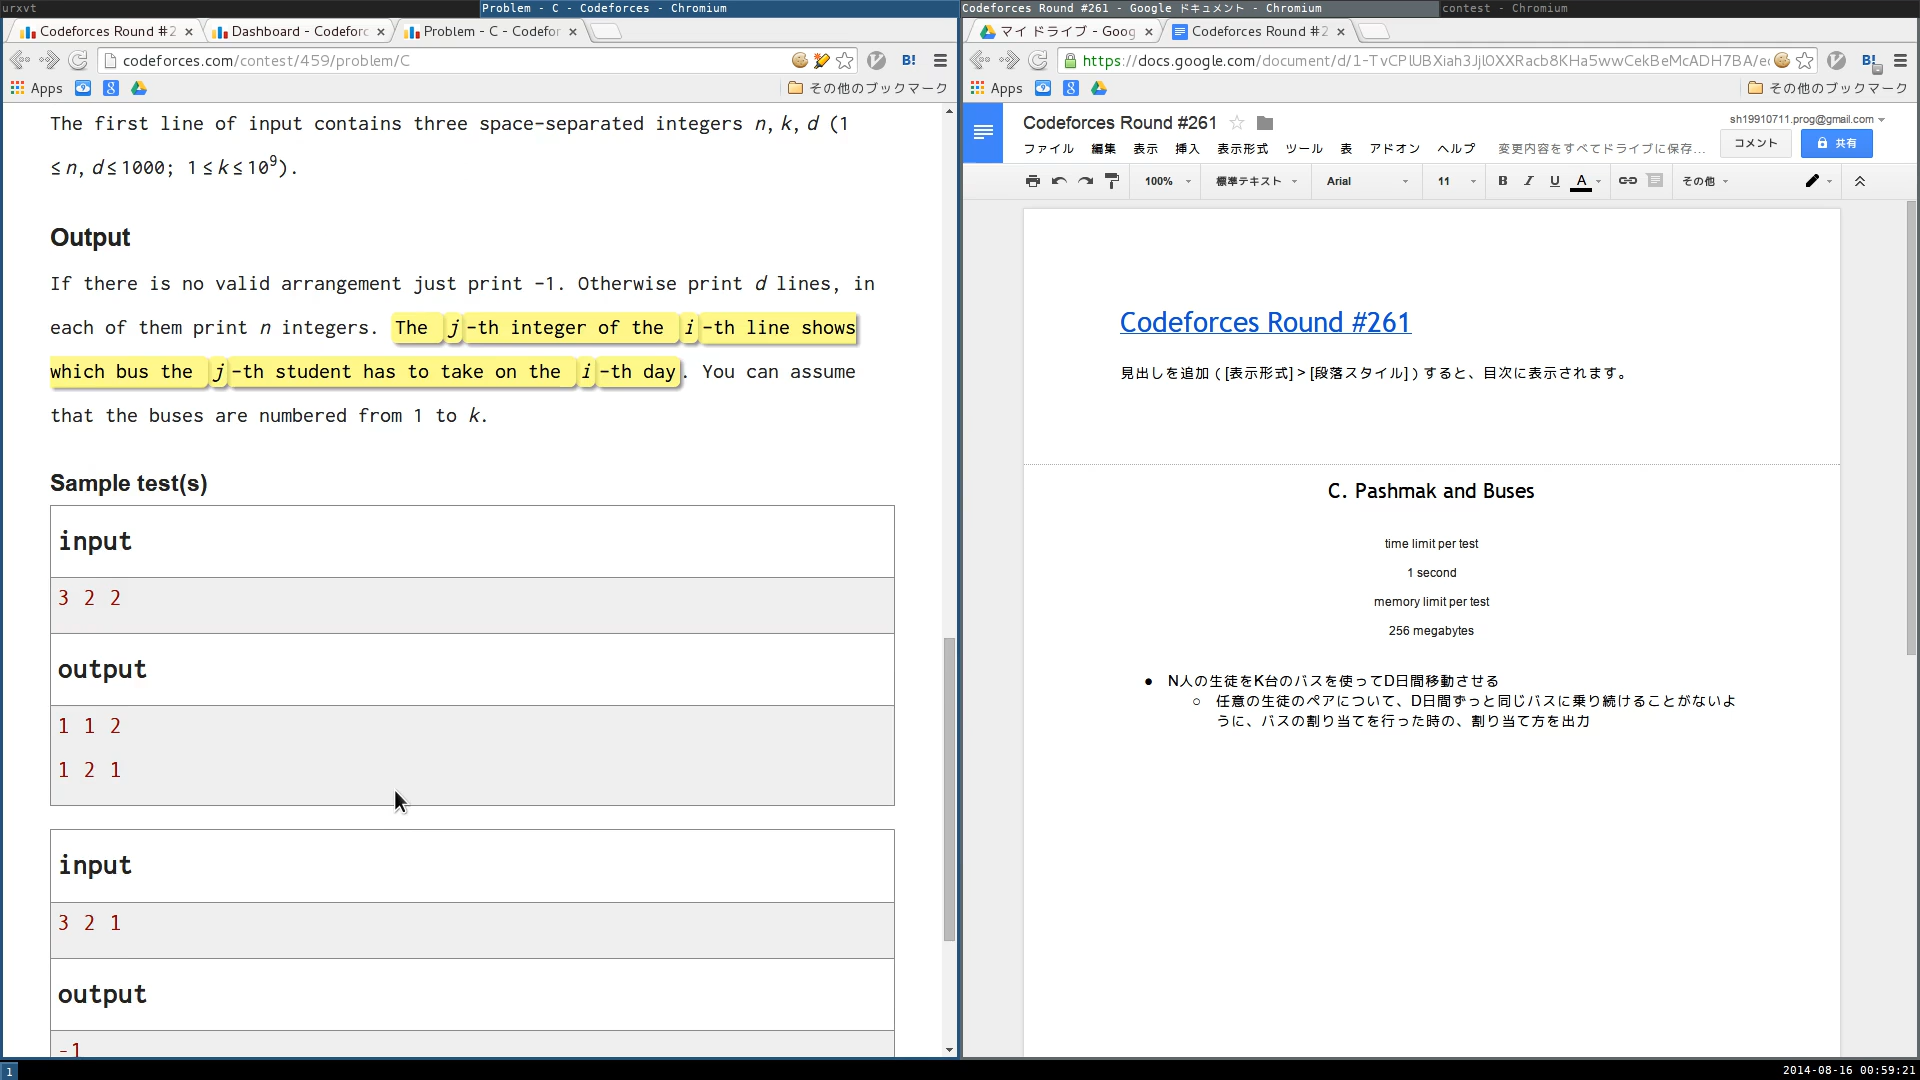 urxvt
Problem - C - Codeforces - Chromium
Codeforces Round #261 - Google ドキュメント - Chromium
contest - Chromium
Codeforces Round #2
Dashboard - Codeforc
Problem - C - Codefor
codeforces.com/contest/459/problem/C
B!
Apps
その他のブックマーク
The first line of input contains three space-separated integers n, k, d (1
≤ n, d ≤ 1000; 1 ≤ k ≤ 10⁹).
Output
If there is no valid arrangement just print -1. Otherwise print d lines, in
each of them print n integers. The j-th integer of the i-th line shows
which bus the j-th student has to take on the i-th day. You can assume
that the buses are numbered from 1 to k.
Sample test(s)
input
3 2 2
output
1 1 2
1 2 1
input
3 2 1
output
-1
マイ ドライブ - Goog
Codeforces Round #2
B!
Apps
その他のブックマーク
Codeforces Round #261
sh19910711.prog@gmail.com
ファイル 編集 表示 挿入 表示形式 ツール 表 アドオン ヘルプ 変更内容をすべてドライブに保存...
コメント
共有
100% 標準テキスト Arial 11 B I U A その他
Codeforces Round #261
見出しを追加 ( [表示形式] > [段落スタイル] ) すると、目次に表示されます。
C. Pashmak and Buses
time limit per test
1 second
memory limit per test
256 megabytes
● N人の生徒をK台のバスを使ってD日間移動させる
○ 任意の生徒のペアについて、D日間ずっと同じバスに乗り続けることがないよ
うに、バスの割り当てを行った時の、割り当て方を出力
1
2014-08-16 00:59:21